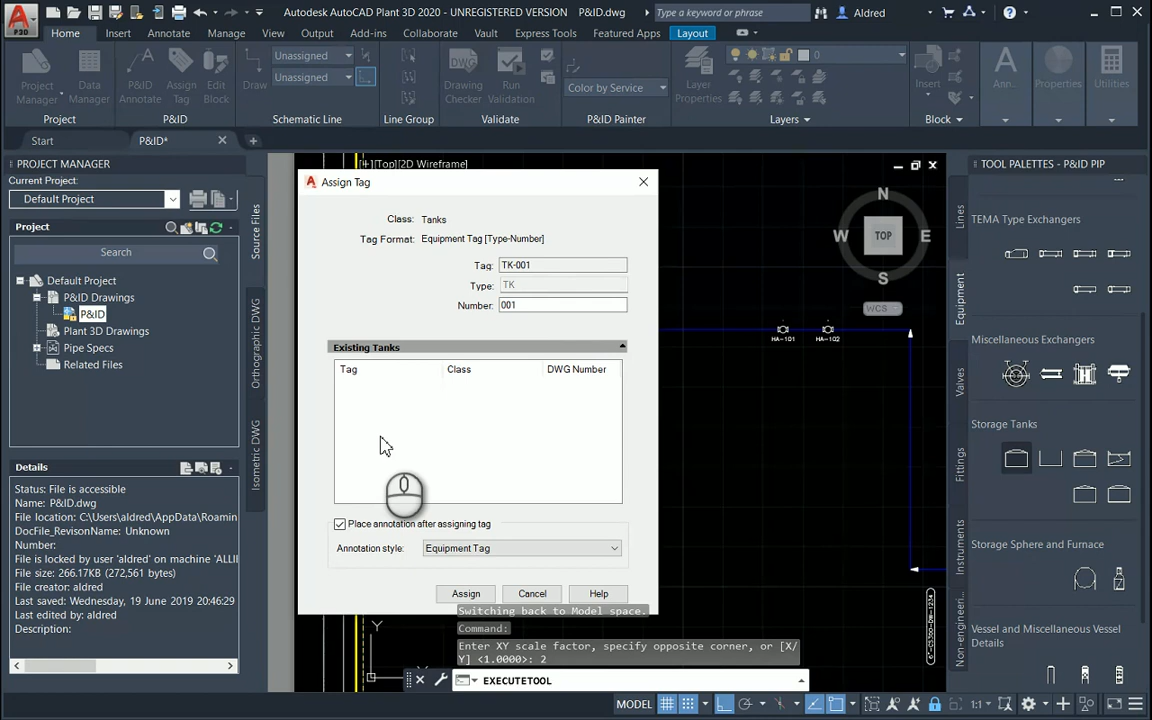 P3D
Autodesk AutoCAD Plant 3D 2020 - UNREGISTERED VERSION P&ID.dwg
Type a keyword or phrase
Aldred
Home Insert Annotate Manage View Output Add-ins Collaborate Vault Express Tools Featured Apps Layout
Unassigned
Unassigned
Project Manager
Data Manager
P&ID Annotate
Assign Tag
Edit Block
Draw
Drawing Checker
Run Validation
Color by Service
Layer Properties
0
Insert
Ann...
Properties
Utilities
Project P&ID Schematic Line Line Group Validate P&ID Painter Layers Block
Start P&ID*
[+][Top][2D Wireframe]
PROJECT MANAGER
Current Project:
Default Project
Project
Search
Default Project
P&ID Drawings
P&ID
Plant 3D Drawings
Pipe Specs
Related Files
Source Files
Orthographic DWG
Isometric DWG
Details
Status: File is accessible
Name: P&ID.dwg
File location: C:\Users\aldred\AppData\Roamin
DocFile_RevisonName: Unknown
Number:
File is locked by user 'aldred' on machine 'ALLII
File size: 266.17KB (272,561 bytes)
File creator: aldred
Last saved: Wednesday, 19 June 2019 20:46:29
Last edited by: aldred
Description:
Assign Tag
Class: Tanks
Tag Format: Equipment Tag [Type-Number]
Tag: TK-001
Type: TK
Number: 001
Existing Tanks
Tag Class DWG Number
Place annotation after assigning tag
Annotation style: Equipment Tag
Assign Cancel Help
HA-101 HA-102
N
W TOP E
S
WCS
Y
Switching back to Model space.
Command:
Enter XY scale factor, specify opposite corner, or [X/
Y] <1.0000>: 2
EXECUTETOOL
TOOL PALETTES - P&ID PIP
TEMA Type Exchangers
Miscellaneous Exchangers
Storage Tanks
Storage Sphere and Furnace
Vessel and Miscellaneous Vessel
Details
Lines
Equipment
Valves
Fittings
Instruments
Non-engineeri...
MODEL
1:1